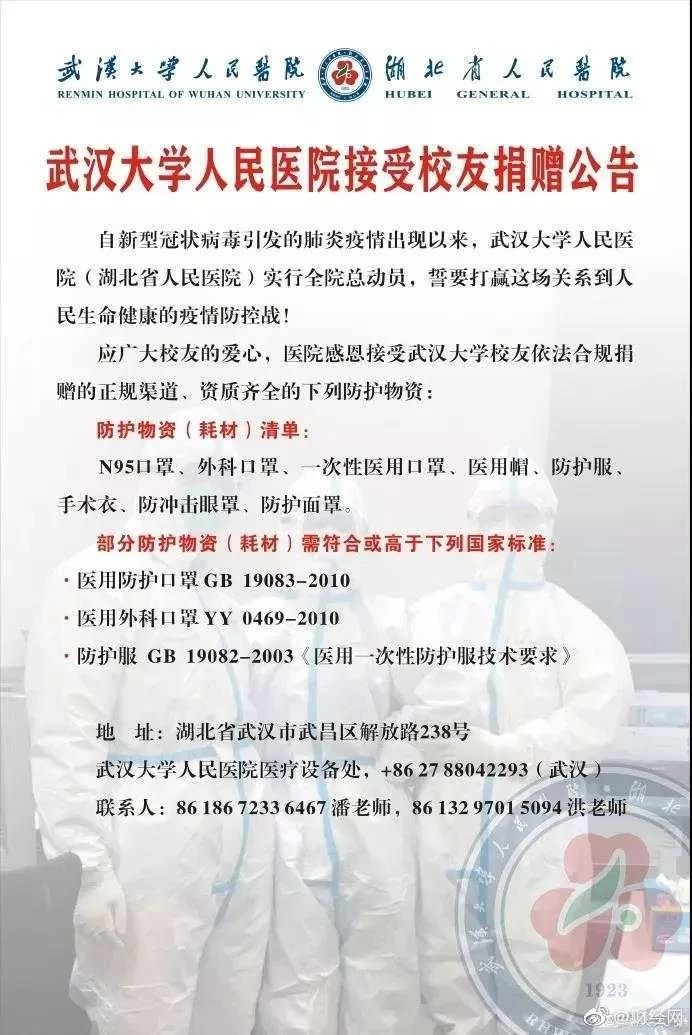 武漢大學人民醫院
湖北省人民醫院
RENMIN HOSPITAL OF WUHAN UNIVERSITY
HUBEI GENERAL HOSPITAL
武汉大学人民医院接受校友捐赠公告
自新型冠状病毒引发的肺炎疫情出现以来，武汉大学人民医
院（湖北省人民医院）实行全院总动员，誓要打赢这场关系到人
民生命健康的疫情防控战！
应广大校友的爱心，医院感恩接受武汉大学校友依法合规捐
赠的正规渠道、资质齐全的下列防护物资：
防护物资（耗材）清单：
N95口罩、外科口罩、一次性医用口罩、医用帽、防护服、
手术衣、防冲击眼罩、防护面罩。
部分防护物资（耗材）需符合或高于下列国家标准：
·医用防护口罩GB 19083-2010
·医用外科口罩YY 0469-2010
·防护服 GB 19082-2003《医用一次性防护服技术要求》
地 址：湖北省武汉市武昌区解放路238号
武汉大学人民医院医疗设备处，+86 27 88042293（武汉）
联系人：86 186 7233 6467 潘老师，86 132 9701 5094 洪老师
1923
@财经网